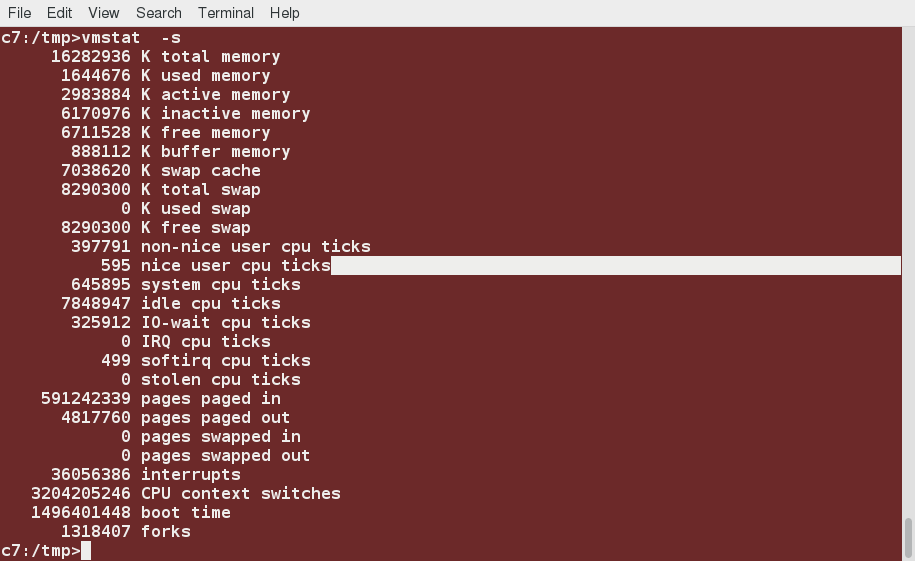 File Edit View Search Terminal Help
c7:/tmp>vmstat  -s
     16282936 K total memory
      1644676 K used memory
      2983884 K active memory
      6170976 K inactive memory
      6711528 K free memory
       888112 K buffer memory
      7038620 K swap cache
      8290300 K total swap
            0 K used swap
      8290300 K free swap
       397791 non-nice user cpu ticks
          595 nice user cpu ticks
       645895 system cpu ticks
      7848947 idle cpu ticks
       325912 IO-wait cpu ticks
            0 IRQ cpu ticks
          499 softirq cpu ticks
            0 stolen cpu ticks
    591242339 pages paged in
      4817760 pages paged out
            0 pages swapped in
            0 pages swapped out
     36056386 interrupts
   3204205246 CPU context switches
   1496401448 boot time
      1318407 forks
c7:/tmp>